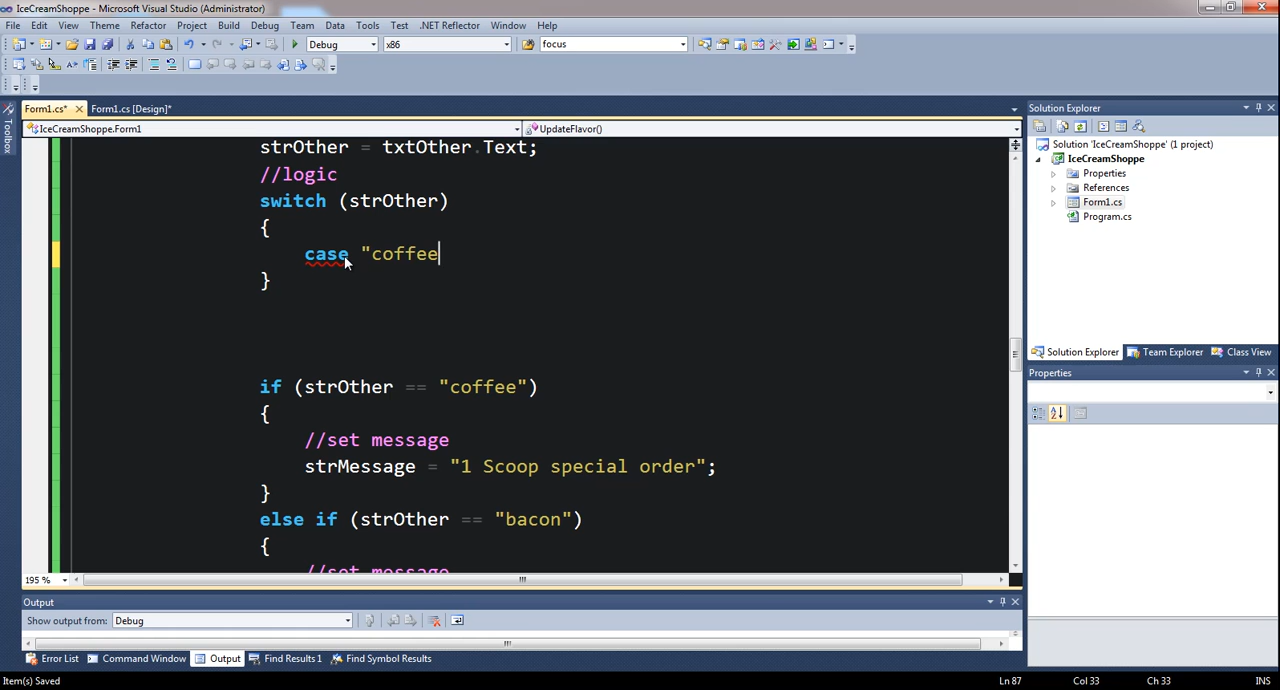 IceCreamShoppe - Microsoft Visual Studio (Administrator)
File Edit View Theme Refactor Project Build Debug Team Data Tools Test .NET Reflector Window Help
Debug x86 focus
Form1.cs* Form1.cs [Design]*
Solution Explorer
IceCreamShoppe.Form1 UpdateFlavor()
Toolbox
strOther = txtOther.Text;
//logic
switch (strOther)
{
case "coffee
}
if (strOther == "coffee")
{
//set message
strMessage = "1 Scoop special order";
}
else if (strOther == "bacon")
{
//set message
Solution 'IceCreamShoppe' (1 project)
IceCreamShoppe
Properties
References
Form1.cs
Program.cs
Solution Explorer Team Explorer Class View
Properties
195 %
Output
Show output from: Debug
Error List Command Window Output Find Results 1 Find Symbol Results
Item(s) Saved Ln 87 Col 33 Ch 33 INS